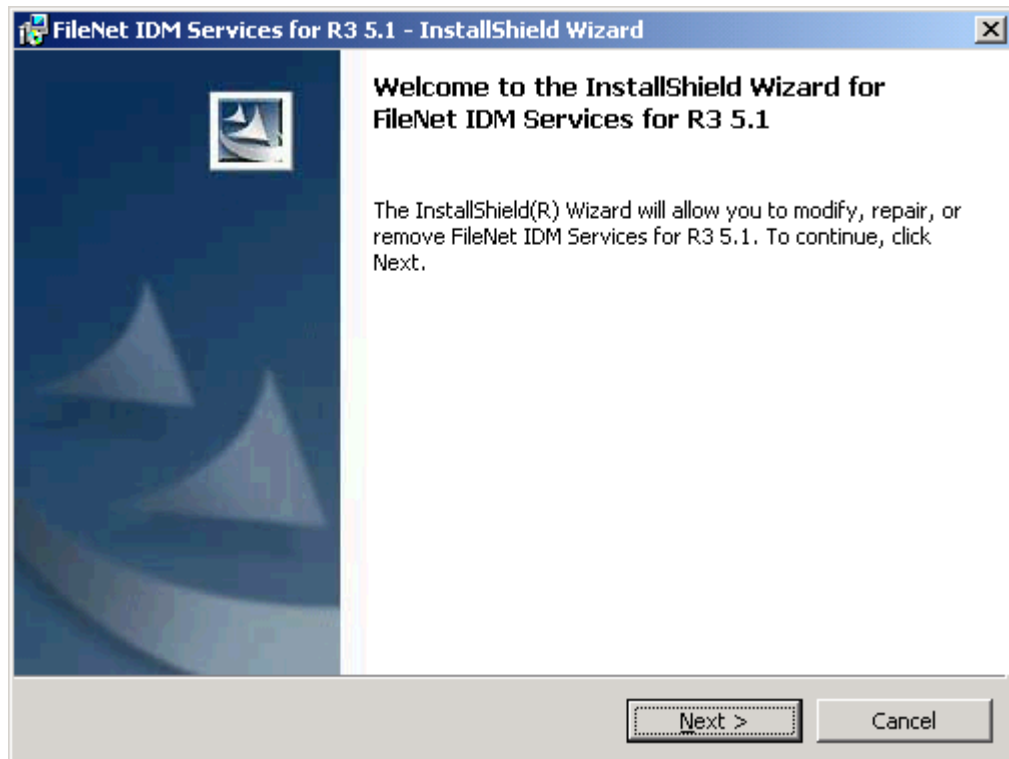 FileNet IDM Services for R3 5.1 - InstallShield Wizard
Welcome to the InstallShield Wizard for
FileNet IDM Services for R3 5.1
The InstallShield(R) Wizard will allow you to modify, repair, or
remove FileNet IDM Services for R3 5.1. To continue, click
Next.
Next >
Cancel